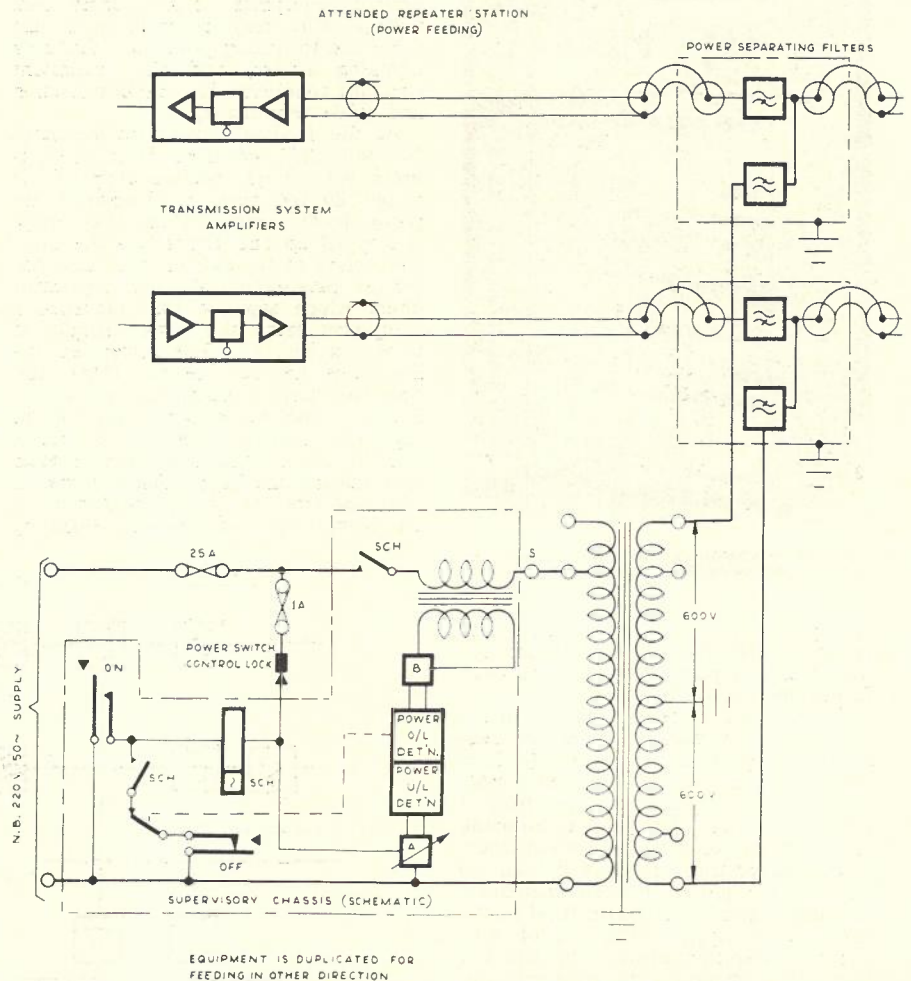 ATTENDED REPEATER STATION
(POWER FEEDING)
POWER SEPARATING FILTERS
TRANSMISSION SYSTEM
AMPLIFIERS
25A
SCH
S
1A
POWER SWITCH
CONTROL LOCK
ON
B
600V
N.B. 220V 50~ SUPPLY
POWER
O/L
DET'N.
SCH
SCH
POWER
U/L
DET'N
600V
A
OFF
SUPERVISORY CHASSIS (SCHEMATIC)
EQUIPMENT IS DUPLICATED FOR
FEEDING IN OTHER DIRECTION